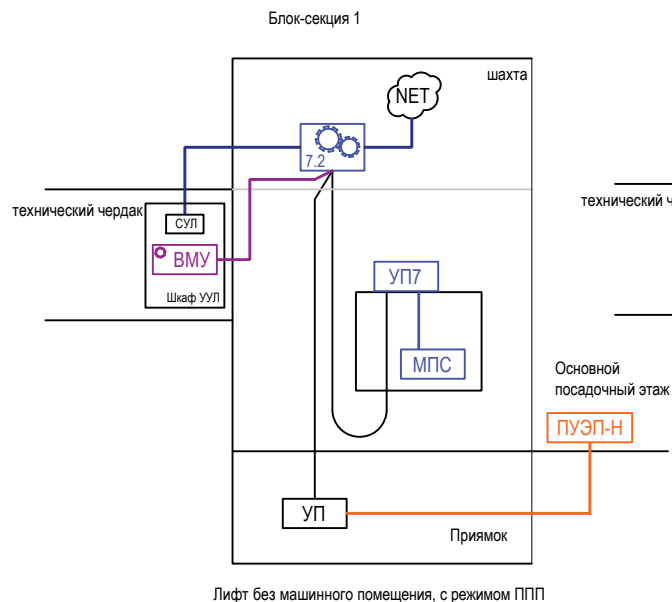 Блок-секция 1
шахта
NET
7.2
технический чердак
технический ч
СУЛ
ВМУ
Шкаф УУЛ
УП7
МПС
Основной
посадочный этаж
ПУЭП-Н
УП
Приямок
Лифт без машинного помещения, с режимом ППП